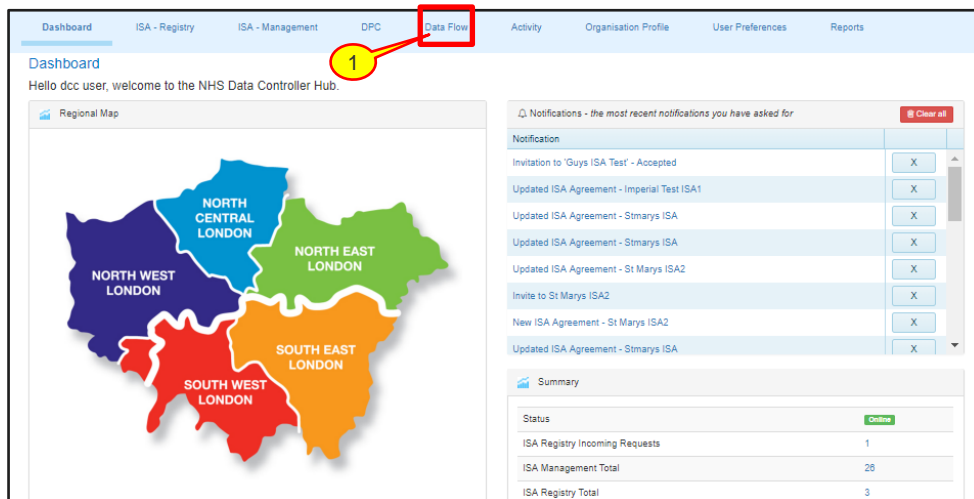 Dashboard ISA - Registry ISA - Management DPC Data Flow Activity Organisation Profile User Preferences Reports
1
Dashboard
Hello dcc user, welcome to the NHS Data Controller Hub.
Regional Map
NORTH
CENTRAL
LONDON
NORTH EAST
LONDON
NORTH WEST
LONDON
SOUTH EAST
LONDON
SOUTH WEST
LONDON
Notifications - the most recent notifications you have asked for Clear all
Notification
Invitation to 'Guys ISA Test' - Accepted X
Updated ISA Agreement - Imperial Test ISA1 X
Updated ISA Agreement - Stmarys ISA X
Updated ISA Agreement - Stmarys ISA X
Updated ISA Agreement - St Marys ISA2 X
Invite to St Marys ISA2 X
New ISA Agreement - St Marys ISA2 X
Updated ISA Agreement - Stmarys ISA X
Summary
Status Online
ISA Registry Incoming Requests 1
ISA Management Total 26
ISA Registry Total 3